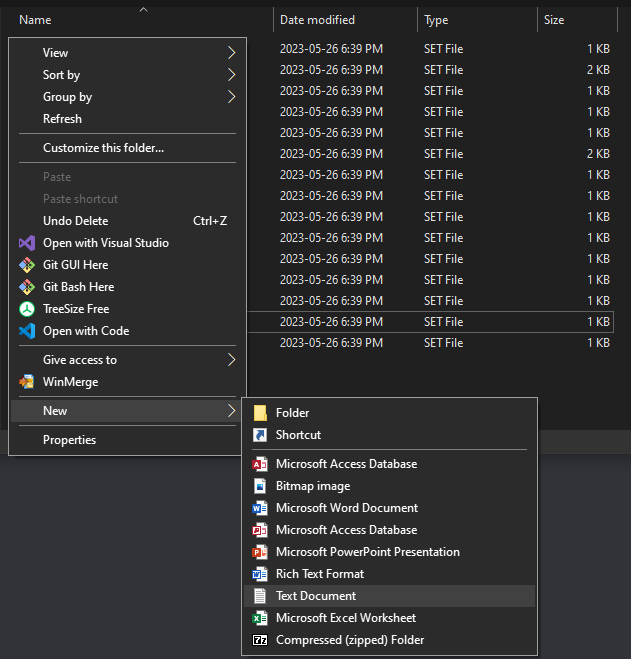 Name Date modified Type Size
2023-05-26 6:39 PM SET File 1 KB
2023-05-26 6:39 PM SET File 2 KB
2023-05-26 6:39 PM SET File 1 KB
2023-05-26 6:39 PM SET File 1 KB
2023-05-26 6:39 PM SET File 1 KB
2023-05-26 6:39 PM SET File 2 KB
2023-05-26 6:39 PM SET File 1 KB
2023-05-26 6:39 PM SET File 1 KB
2023-05-26 6:39 PM SET File 1 KB
2023-05-26 6:39 PM SET File 1 KB
2023-05-26 6:39 PM SET File 1 KB
2023-05-26 6:39 PM SET File 1 KB
2023-05-26 6:39 PM SET File 1 KB
2023-05-26 6:39 PM SET File 1 KB
2023-05-26 6:39 PM SET File 1 KB
View
Sort by
Group by
Refresh
Customize this folder...
Paste
Paste shortcut
Undo Delete Ctrl+Z
Open with Visual Studio
Git GUI Here
Git Bash Here
TreeSize Free
Open with Code
Give access to
WinMerge
New
Properties
Folder
Shortcut
Microsoft Access Database
Bitmap image
Microsoft Word Document
Microsoft Access Database
Microsoft PowerPoint Presentation
Rich Text Format
Text Document
Microsoft Excel Worksheet
Compressed (zipped) Folder